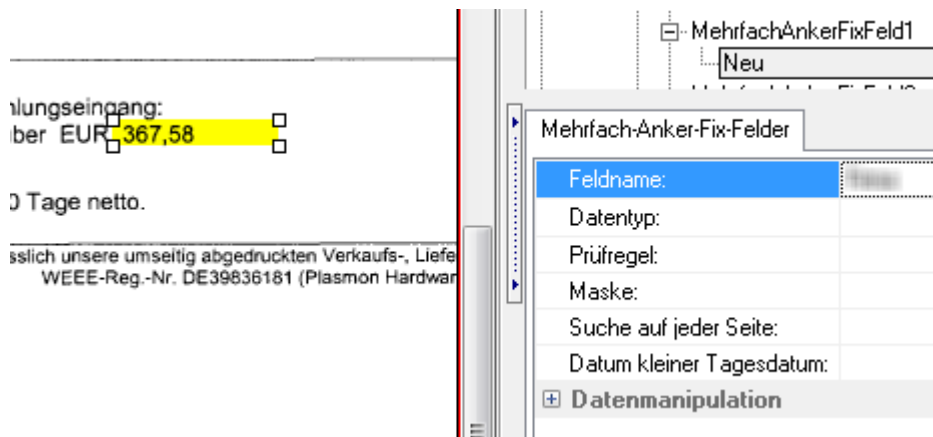 hlungseingang:
über EUR 367,58
0 Tage netto.
sslich unsere umseitig abgedruckten Verkaufs-, Liefe
WEEE-Reg.-Nr. DE39836181 (Plasmon Hardwar
MehrfachAnkerFixFeld1
Neu
Mehrfach-Anker-Fix-Felder
Feldname:
Datentyp:
Prüfregel:
Maske:
Suche auf jeder Seite:
Datum kleiner Tagesdatum:
Datenmanipulation